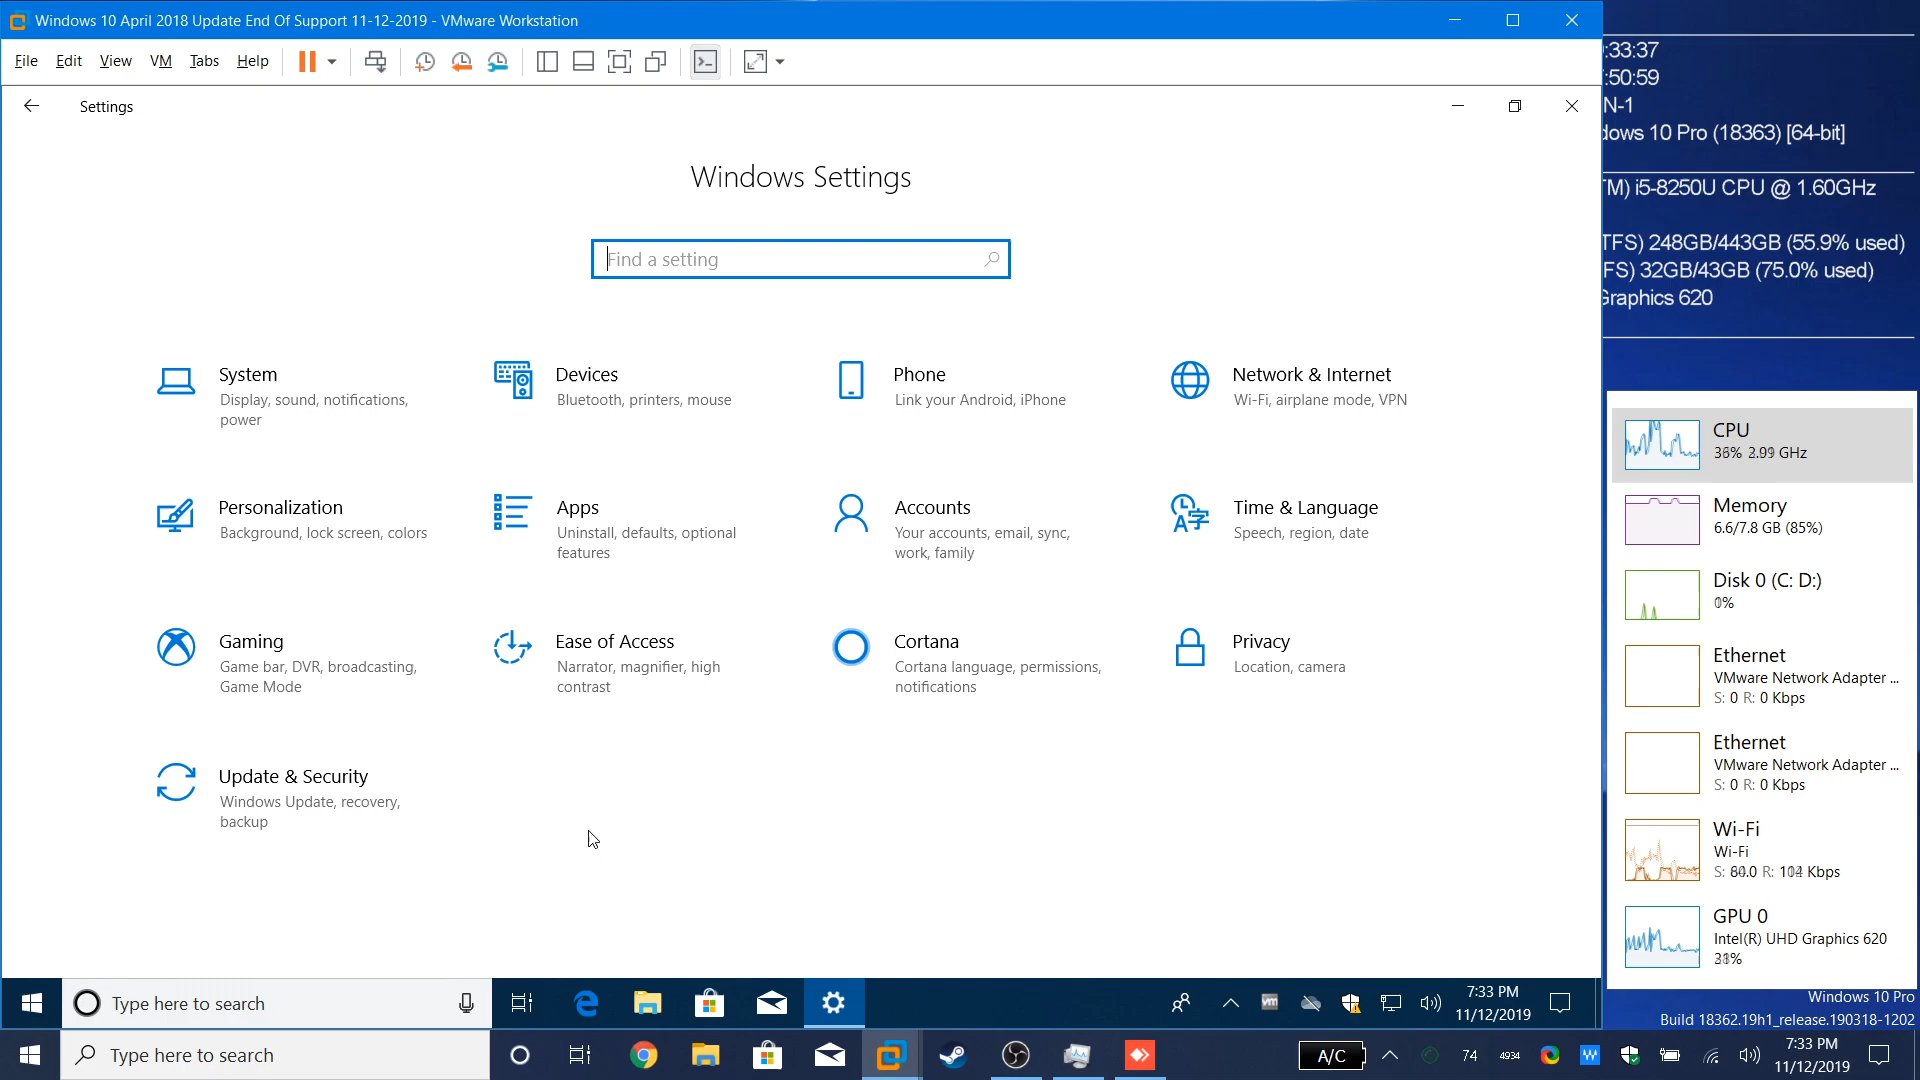 Windows 10 April 2018 Update End Of Support 11-12-2019 - VMware Workstation
File Edit View VM Tabs Help
Settings
Windows Settings
Find a setting
System
Display, sound, notifications,
power
Devices
Bluetooth, printers, mouse
Phone
Link your Android, iPhone
Network & Internet
Wi-Fi, airplane mode, VPN
Personalization
Background, lock screen, colors
Apps
Uninstall, defaults, optional
features
Accounts
Your accounts, email, sync,
work, family
Time & Language
Speech, region, date
Gaming
Game bar, DVR, broadcasting,
Game Mode
Ease of Access
Narrator, magnifier, high
contrast
Cortana
Cortana language, permissions,
notifications
Privacy
Location, camera
Update & Security
Windows Update, recovery,
backup
Type here to search
7:33 PM
11/12/2019
:33:37
:50:59
N-1
dows 10 Pro (18363) [64-bit]
TM) i5-8250U CPU @ 1.60GHz
TFS) 248GB/443GB (55.9% used)
FS) 32GB/43GB (75.0% used)
Graphics 620
CPU
2.99 GHz
Memory
6.6/7.8 GB (85%)
Disk 0 (C: D:)
Ethernet
VMware Network Adapter ...
S: 0 R: 0 Kbps
Ethernet
VMware Network Adapter ...
S: 0 R: 0 Kbps
Wi-Fi
Wi-Fi
S: R: Kbps
GPU 0
Intel(R) UHD Graphics 620
Windows 10 Pro
Build 18362.19h1_release.190318-1202
Type here to search
A/C
74
4934
7:33 PM
11/12/2019